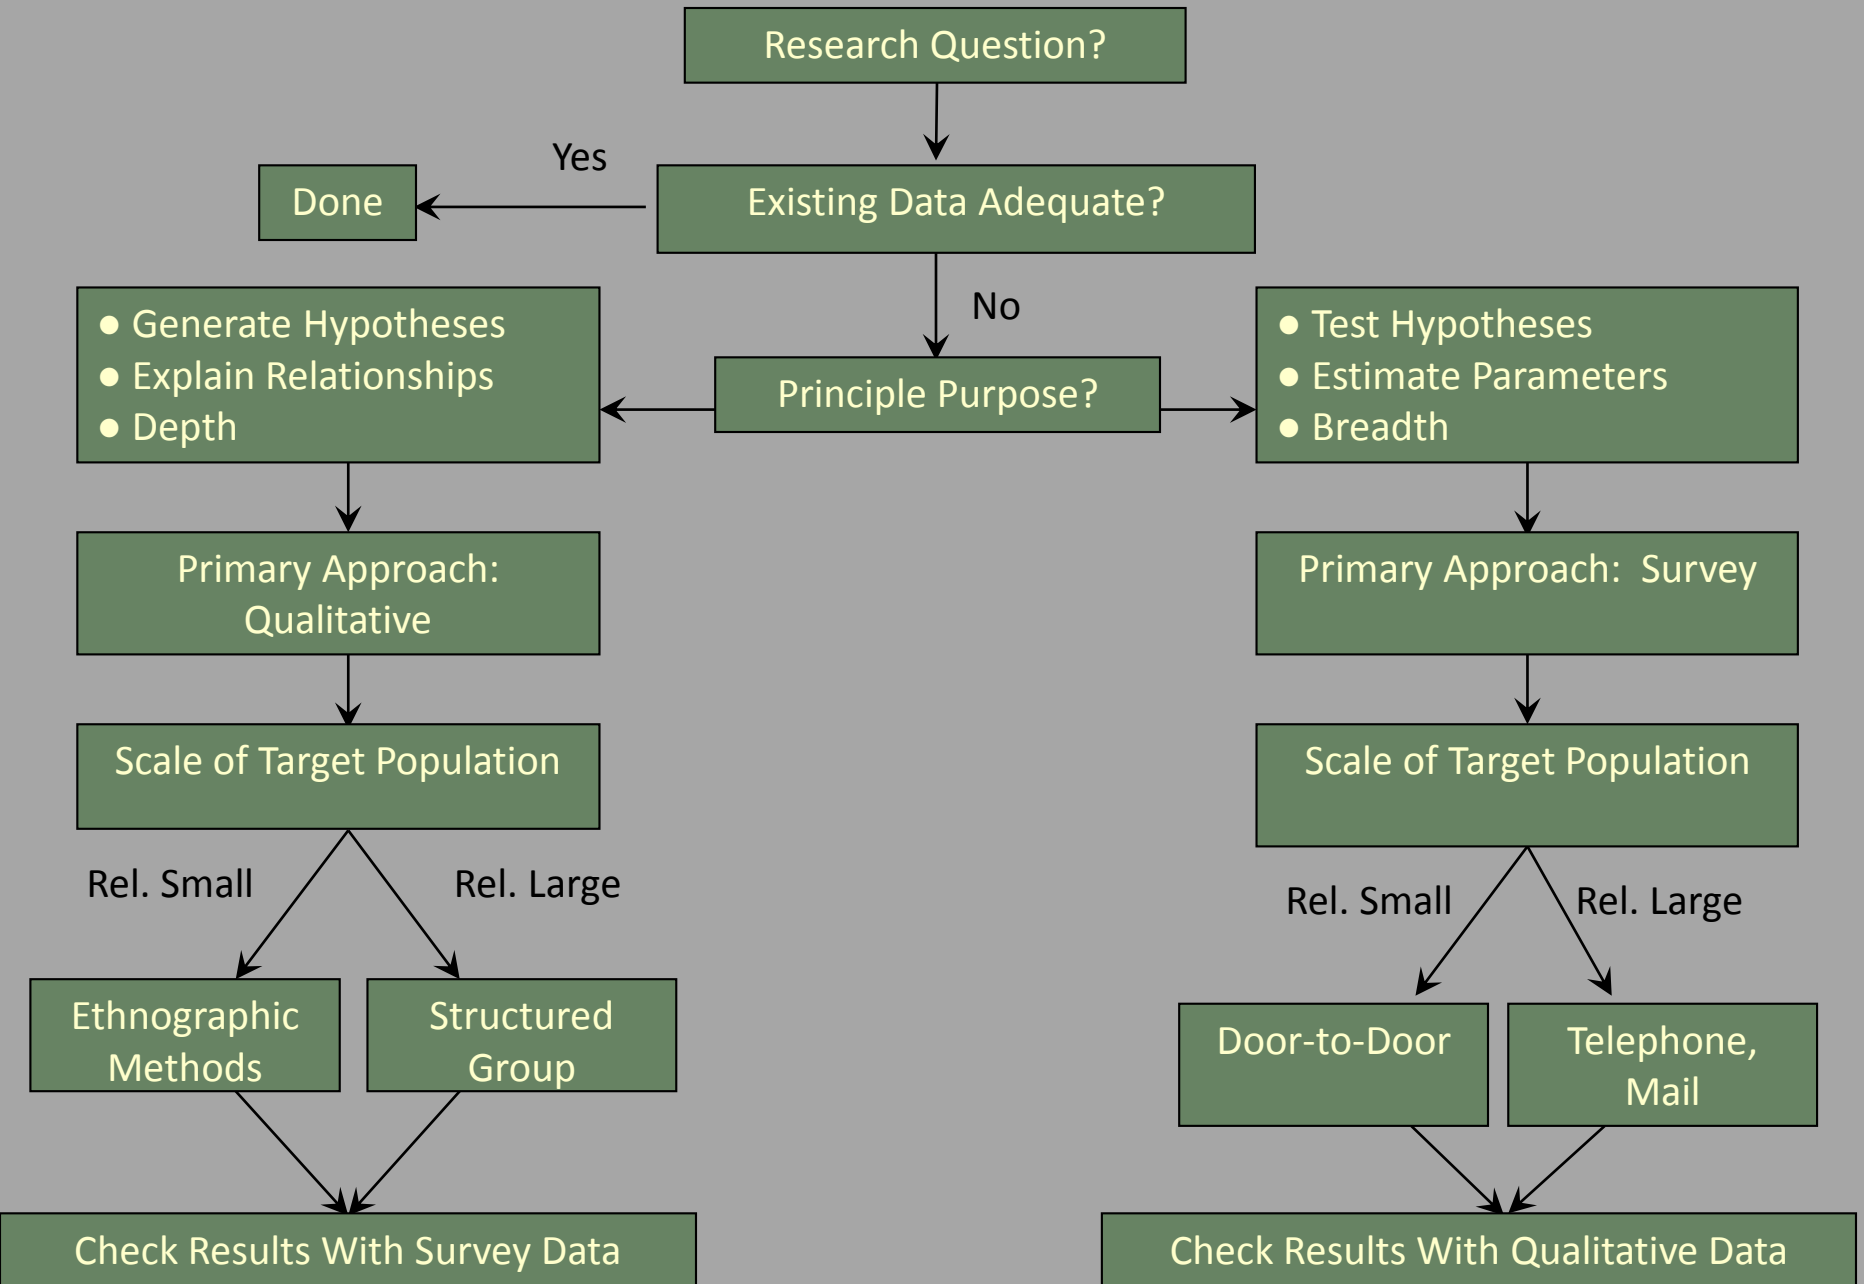 Research Question?
Yes
Done
Existing Data Adequate?
No
● Generate Hypotheses
● Explain Relationships
● Depth
Principle Purpose?
● Test Hypotheses
● Estimate Parameters
● Breadth
Primary Approach:
Qualitative
Primary Approach:  Survey
Scale of Target Population
Scale of Target Population
Rel. Small
Rel. Large
Rel. Small
Rel. Large
Ethnographic
Methods
Structured
Group
Door-to-Door
Telephone,
Mail
Check Results With Survey Data
Check Results With Qualitative Data